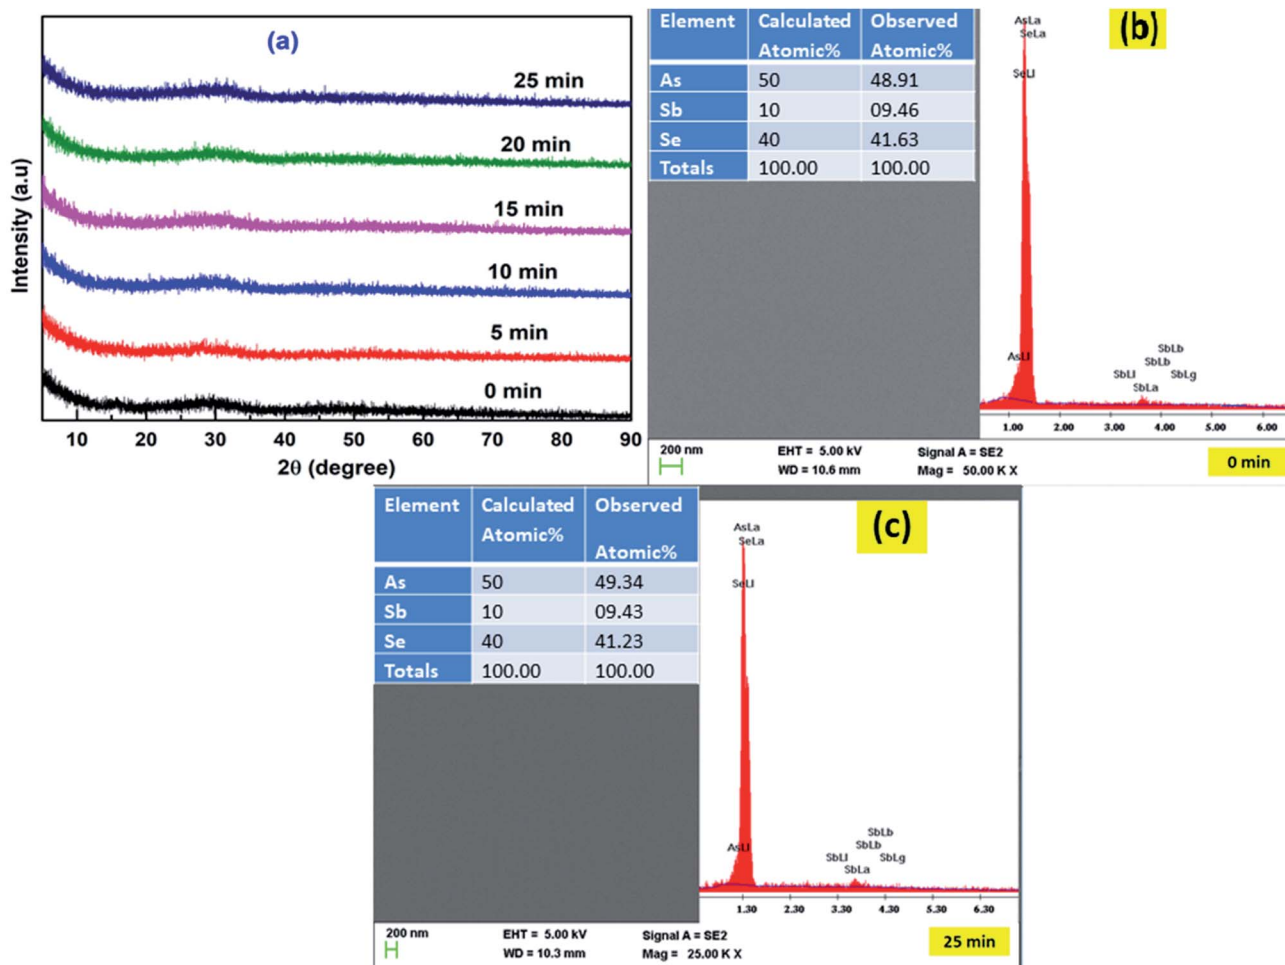 (a)
25 min
20 min
15 min
10 min
5 min
0 min
Intensity (a.u)
10 20 30 40 50 60 70 80 90
2θ (degree)
Element Calculated Atomic% Observed Atomic%
As 50 48.91
Sb 10 09.46
Se 40 41.63
Totals 100.00 100.00
(b)
AsLa
SeLa
SeLl
AsLl
SbLb
SbLb
SbLl SbLg
SbLa
1.00 2.00 3.00 4.00 5.00 6.00
200 nm EHT = 5.00 kV Signal A = SE2
WD = 10.6 mm Mag = 50.00 K X
0 min
Element Calculated Atomic% Observed Atomic%
As 50 49.34
Sb 10 09.43
Se 40 41.23
Totals 100.00 100.00
(c)
AsLa
SeLa
SeLl
AsLl
SbLb
SbLb
SbLl SbLg
SbLa
1.30 2.30 3.30 4.30 5.30 6.30
200 nm EHT = 5.00 kV Signal A = SE2
WD = 10.3 mm Mag = 25.00 K X
25 min